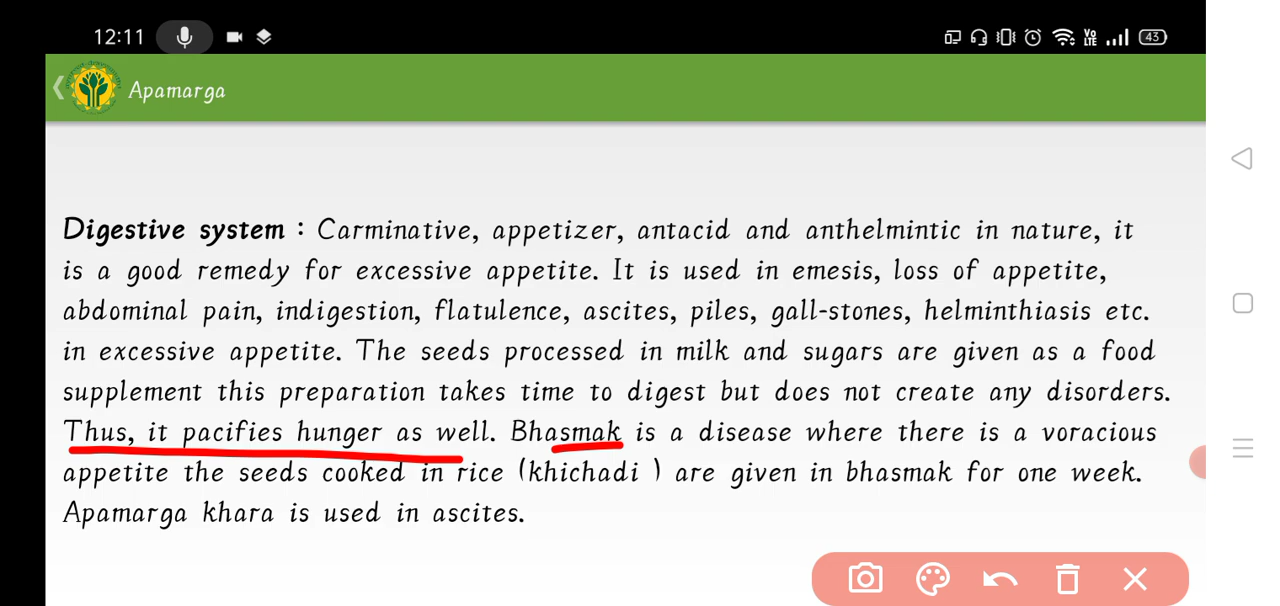 12:11
Vo LTE 43
Apamarga
Digestive system : Carminative, appetizer, antacid and anthelmintic in nature, it
is a good remedy for excessive appetite. It is used in emesis, loss of appetite,
abdominal pain, indigestion, flatulence, ascites, piles, gall-stones, helminthiasis etc.
in excessive appetite. The seeds processed in milk and sugars are given as a food
supplement this preparation takes time to digest but does not create any disorders.
Thus, it pacifies hunger as well. Bhasmak is a disease where there is a voracious
appetite the seeds cooked in rice (khichadi ) are given in bhasmak for one week.
Apamarga khara is used in ascites.